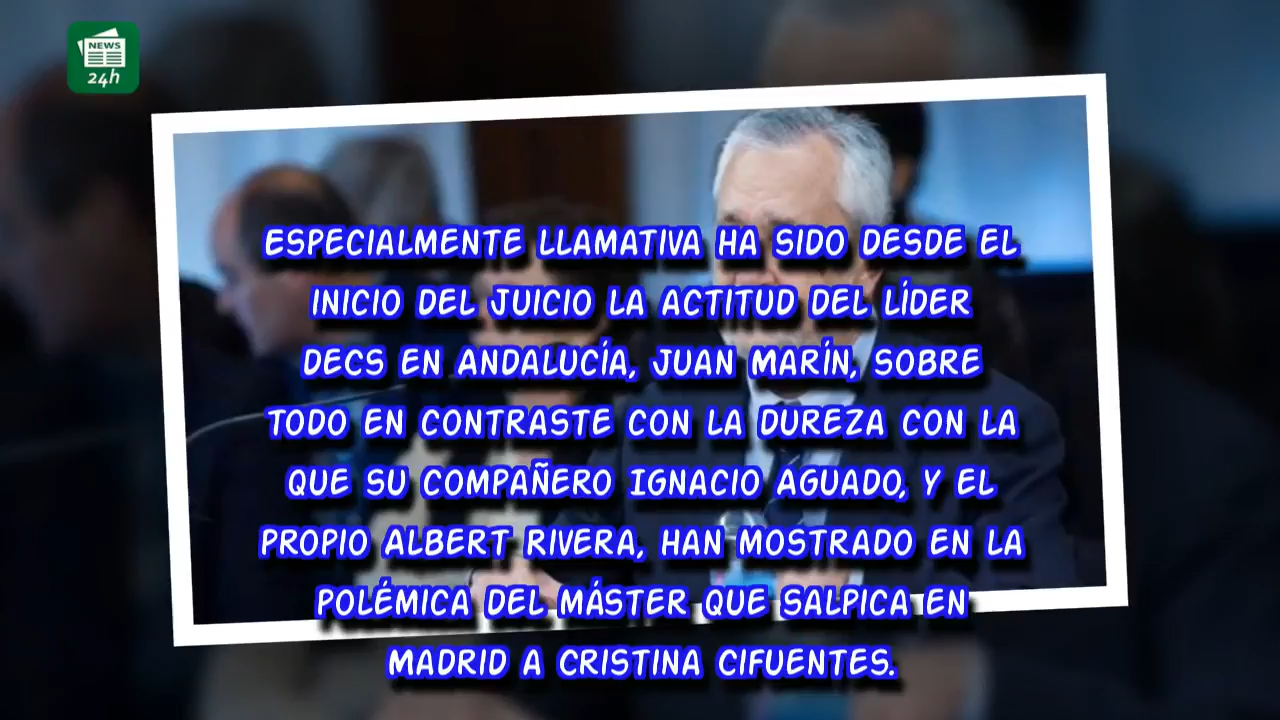 NEWS
24h
ESPECIALMENTE LLAMATIVA HA SIDO DESDE EL
INICIO DEL JUICIO LA ACTITUD DEL LÍDER
DECS EN ANDALUCÍA, JUAN MARÍN, SOBRE
TODO EN CONTRASTE CON LA DUREZA CON LA
QUE SU COMPAÑERO IGNACIO AGUADO, Y EL
PROPIO ALBERT RIVERA, HAN MOSTRADO EN LA
POLÉMICA DEL MÁSTER QUE SALPICA EN
MADRID A CRISTINA CIFUENTES.